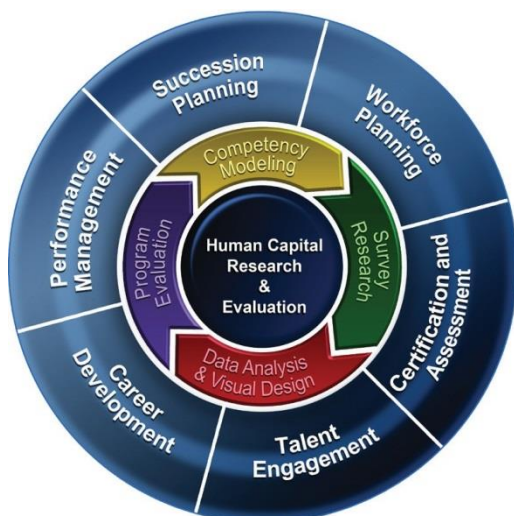 Succession
Planning
Workforce
Planning
Certification and
Assessment
Talent
Engagement
Career
Development
Performance
Management
Competency
Modeling
Survey
Research
Data Analysis
& Visual Design
Program
Evaluation
Human Capital
Research
&
Evaluation